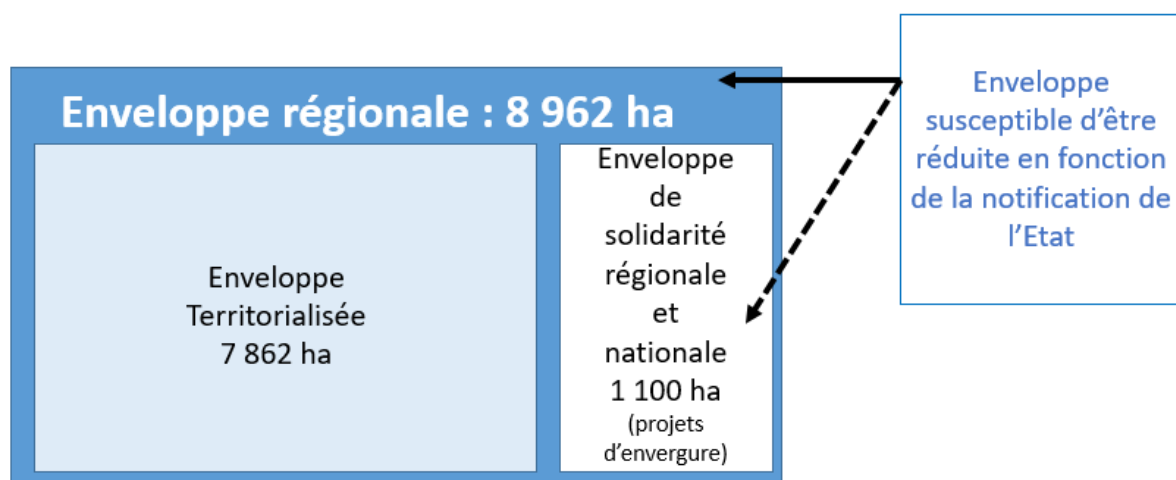 Enveloppe régionale : 8 962 ha
Enveloppe
Territorialisée
7 862 ha
Enveloppe
de
solidarité
régionale
et
nationale
1 100 ha
(projets
d’envergure)
Enveloppe
susceptible d’être
réduite en fonction
de la notification de
l’Etat